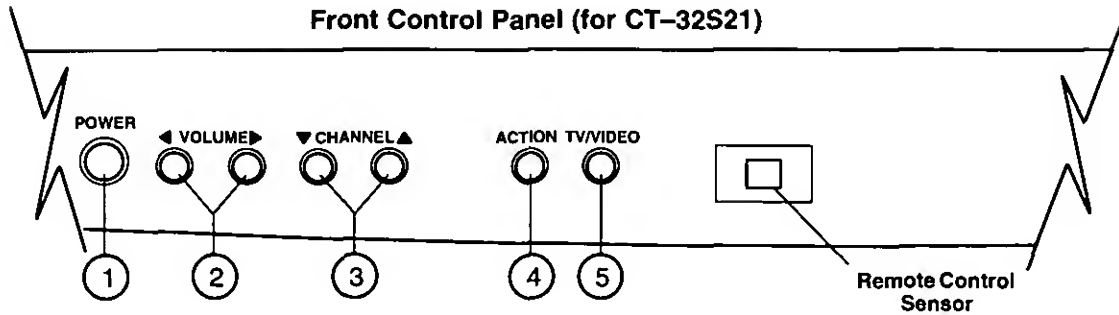 Front Control Panel (for CT–32S21)
POWER
◀ VOLUME▶
▼CHANNEL▲
ACTION TV/VIDEO
1
2
3
4
5
Remote Control
Sensor